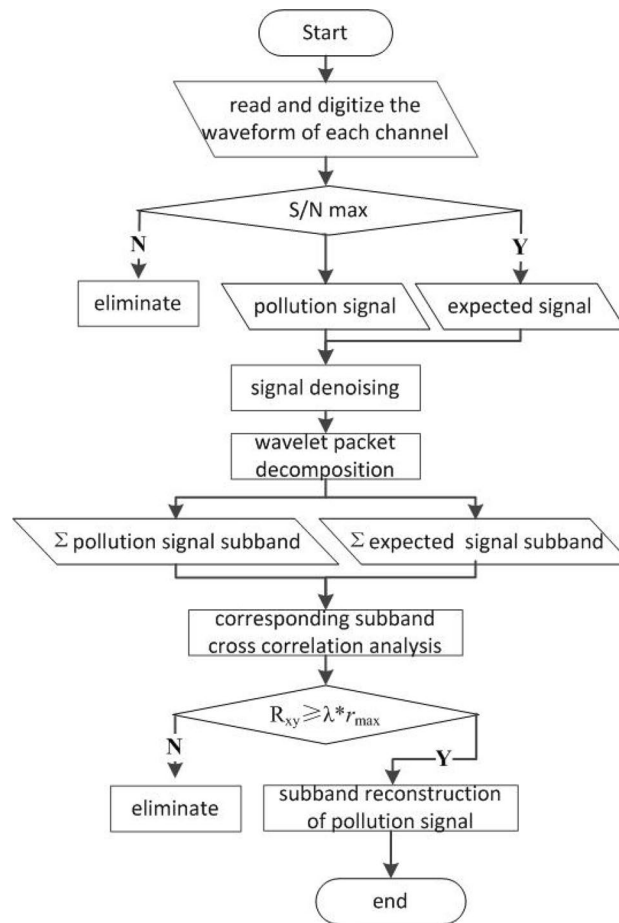 Start
read and digitize the
waveform of each channel
S/N max
N
Y
eliminate
pollution signal
expected signal
signal denoising
wavelet packet
decomposition
Σ pollution signal subband
Σ expected signal subband
corresponding subband
cross correlation analysis
Rxy≥λ*rmax
N
Y
eliminate
subband reconstruction
of pollution signal
end